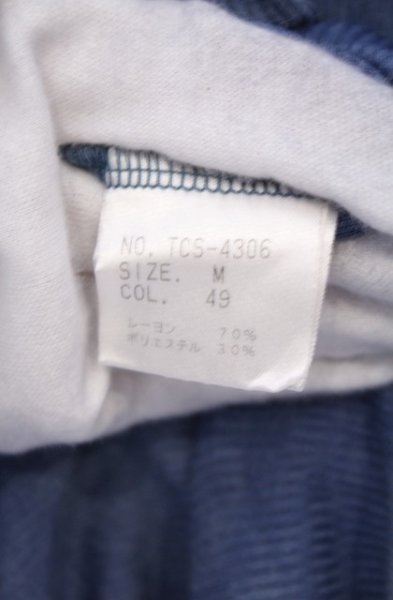 NO. TCS-4306
SIZE. M
COL. 49
レーヨン 70%
ポリエステル 30%